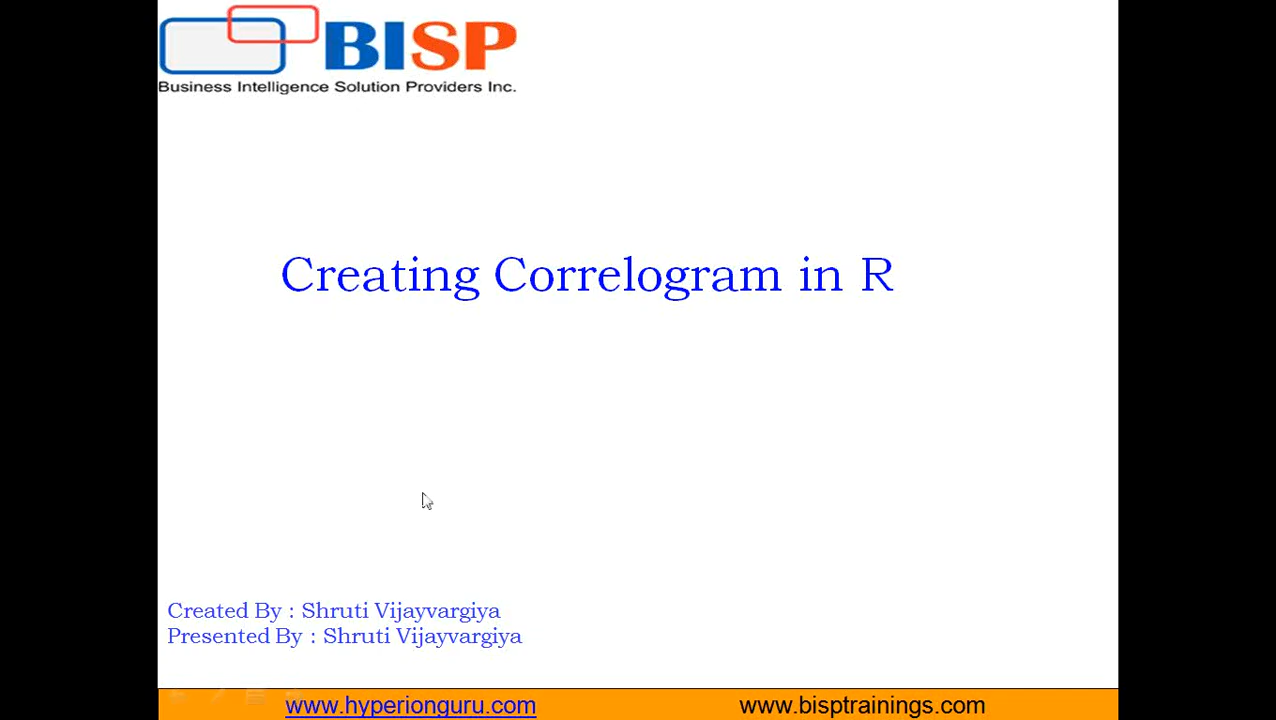 BISP
Business Intelligence Solution Providers Inc.
Creating Correlogram in R
Created By : Shruti Vijayvargiya
Presented By : Shruti Vijayvargiya
www.hyperionguru.com www.bisptrainings.com